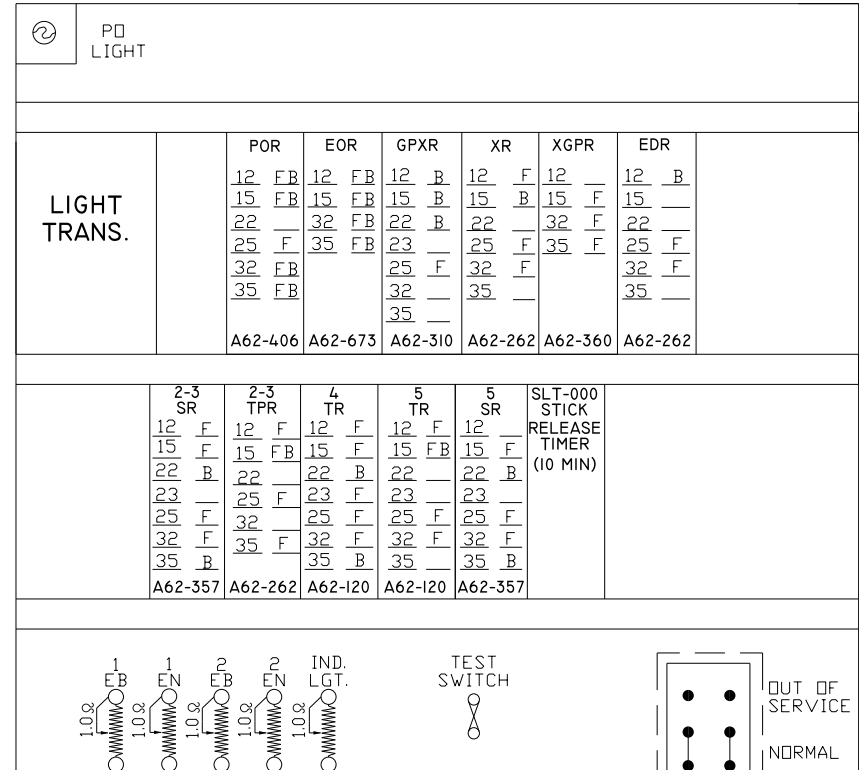 PO
LIGHT
LIGHT
TRANS.
POR
12 FB
15 FB
22
25 F
32 FB
35 FB
A62-406
EOR
12 FB
15 FB
32 FB
35 FB
A62-673
GPXR
12 B
15 B
22 B
23
25 F
32
35
A62-310
XR
12 F
15 B
22
25 F
32 F
35
A62-262
XGPR
12
15 F
32 F
35 F
A62-360
EDR
12 B
15
22
25 F
32 F
35
A62-262
2-3
SR
12 F
15 F
22 B
23
25 F
32 F
35 B
A62-357
2-3
TPR
12 F
15 FB
22
25 F
32
35 F
A62-262
4
TR
12 F
15 F
22 B
23 F
25 F
32 F
35 B
A62-120
5
TR
12 F
15 FB
22
23
25 F
32 F
35
A62-120
5
SR
12
15 F
22 B
23
25 F
32 F
35 B
A62-357
SLT-000
STICK
RELEASE
TIMER
(10 MIN)
1
EB
1.0 Ω
1
EN
1.0 Ω
2
EB
1.0 Ω
2
EN
1.0 Ω
IND.
LGT.
1.0 Ω
TEST
SWITCH
OUT OF
SERVICE
NORMAL